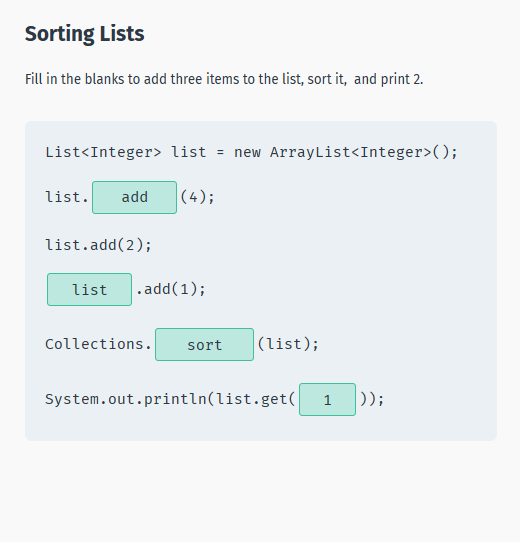 Sorting Lists
Fill in the blanks to add three items to the list, sort it,  and print 2.
List<Integer> list = new ArrayList<Integer>();
list. add (4);
list.add(2);
list .add(1);
Collections. sort (list);
System.out.println(list.get( 1 ));